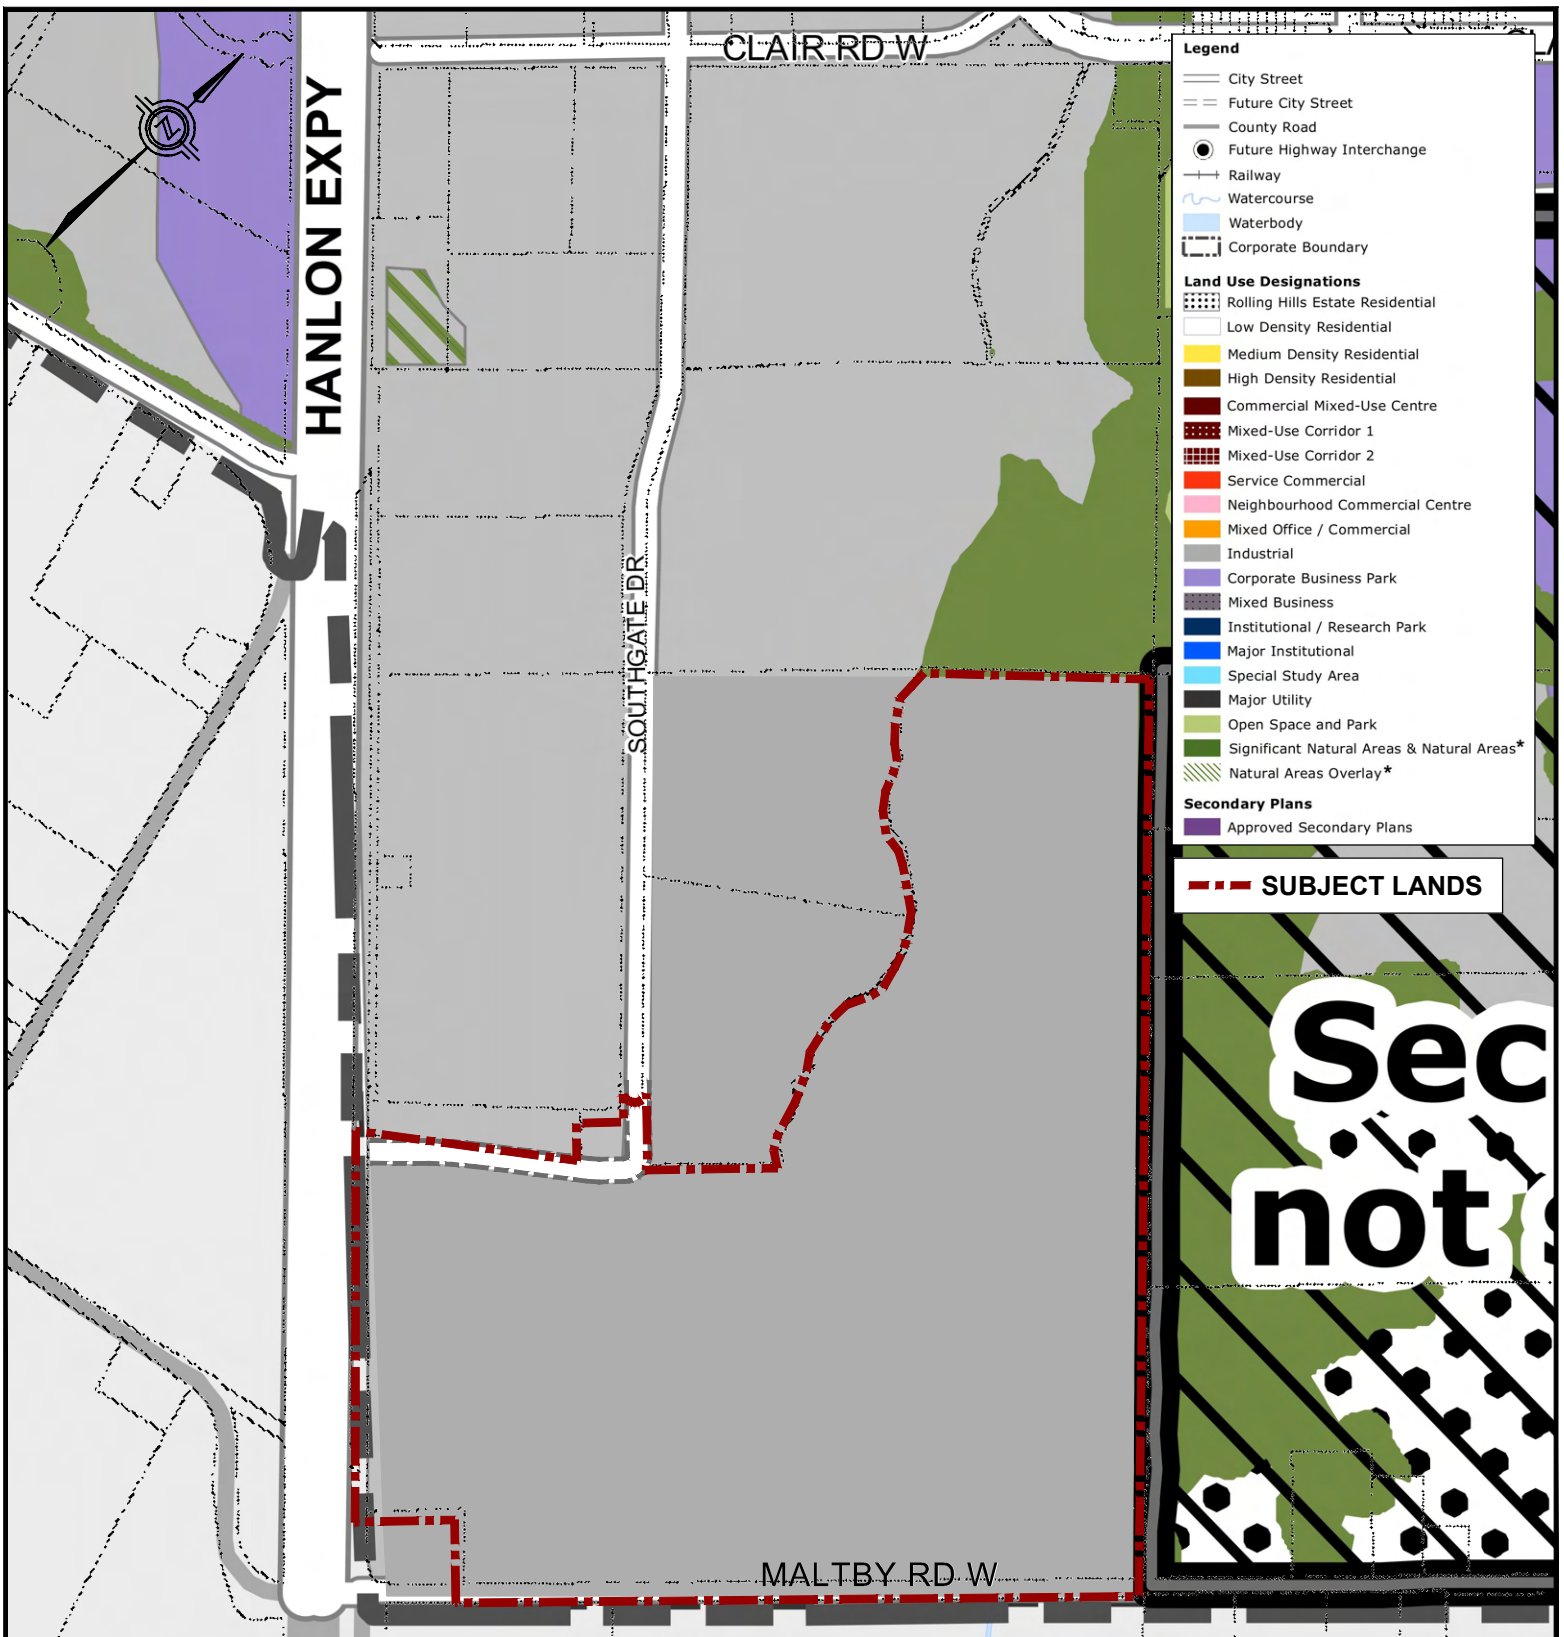 CLAIR RD W
HANLON EXPY
SOUTHGATE DR
MALTBY RD W
N
Legend
City Street
Future City Street
County Road
Future Highway Interchange
Railway
Watercourse
Waterbody
Corporate Boundary
Land Use Designations
Rolling Hills Estate Residential
Low Density Residential
Medium Density Residential
High Density Residential
Commercial Mixed-Use Centre
Mixed-Use Corridor 1
Mixed-Use Corridor 2
Service Commercial
Neighbourhood Commercial Centre
Mixed Office / Commercial
Industrial
Corporate Business Park
Mixed Business
Institutional / Research Park
Major Institutional
Special Study Area
Major Utility
Open Space and Park
Significant Natural Areas & Natural Areas*
Natural Areas Overlay*
Secondary Plans
Approved Secondary Plans
SUBJECT LANDS
Sec
not